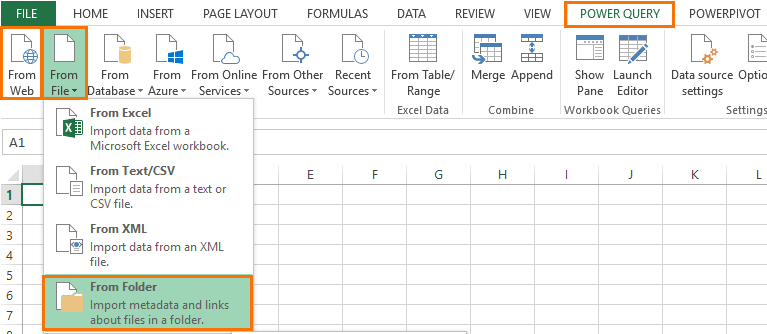 FILE HOME INSERT PAGE LAYOUT FORMULAS DATA REVIEW VIEW POWER QUERY POWERPIVOT
From From From From From Online From Other Recent From Table/ Merge Append Show Launch Data source Optio
Web File Database Azure Services Sources Sources Range Pane Editor settings
Excel Data Combine Workbook Queries Settings
From Excel
Import data from a
Microsoft Excel workbook.
A1
From Text/CSV
Import data from a text or
CSV file.
E F G H I J K L
1
2
3
4
5
6
7
8
From XML
Import data from an XML
file.
From Folder
Import metadata and links
about files in a folder.